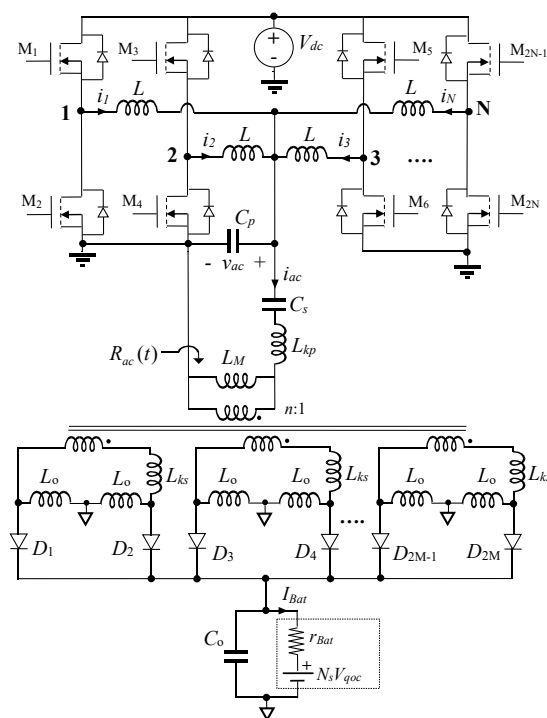 M1 M3 Vdc M5 M2N-1
+
-
1 i1 L L iN N
2 i2 L L i3 3 ....
M2 M4 Cp M6 M2N
- vac +
iac
Cs
Rac(t) LM Lkp
n:1
Lo Lo Lks Lo Lo Lks Lo Lo Lk
D1 D2 D3 D4 .... D2M-1 D2M
IBat
Co rBat
+
NsVqoc